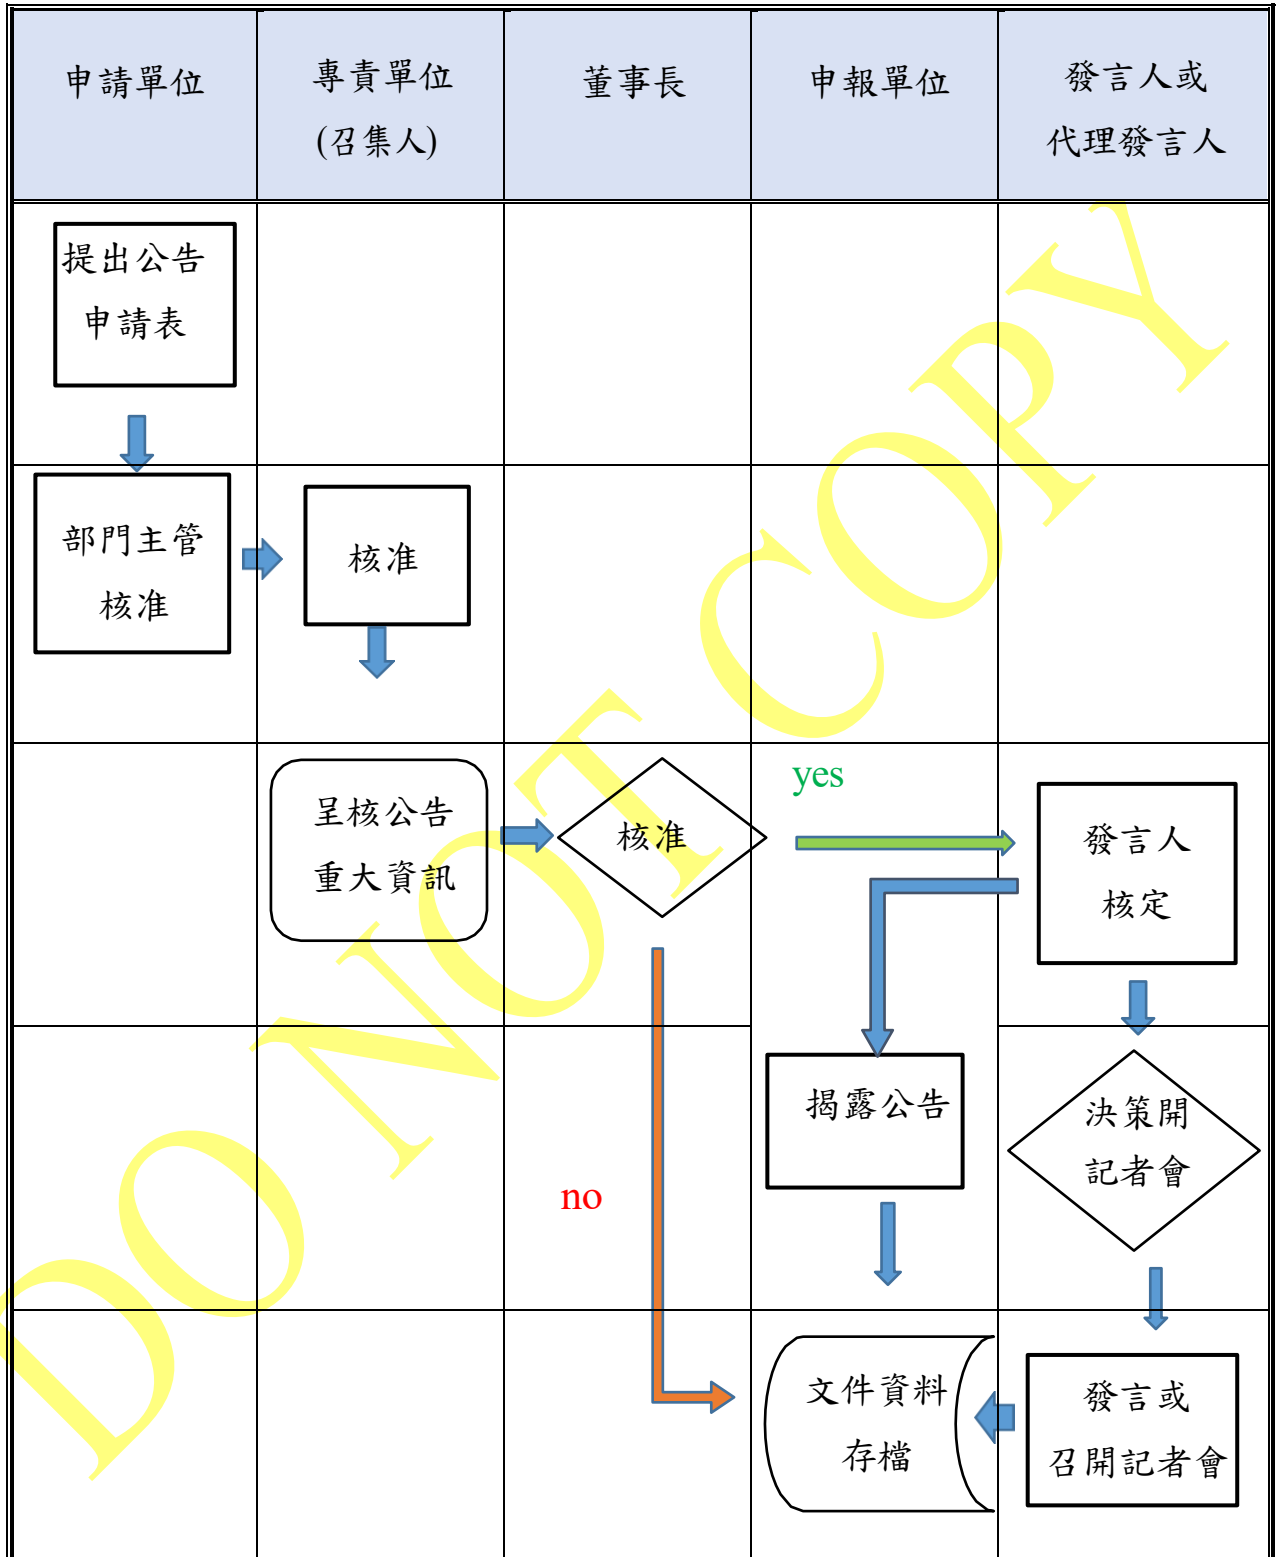 申請單位
專責單位
(召集人)
董事長
申報單位
發言人或
代理發言人
提出公告
申請表
部門主管
核准
核准
呈核公告
重大資訊
核准
yes
發言人
核定
揭露公告
決策開
記者會
no
文件資料
存檔
發言或
召開記者會
DO NOT COPY